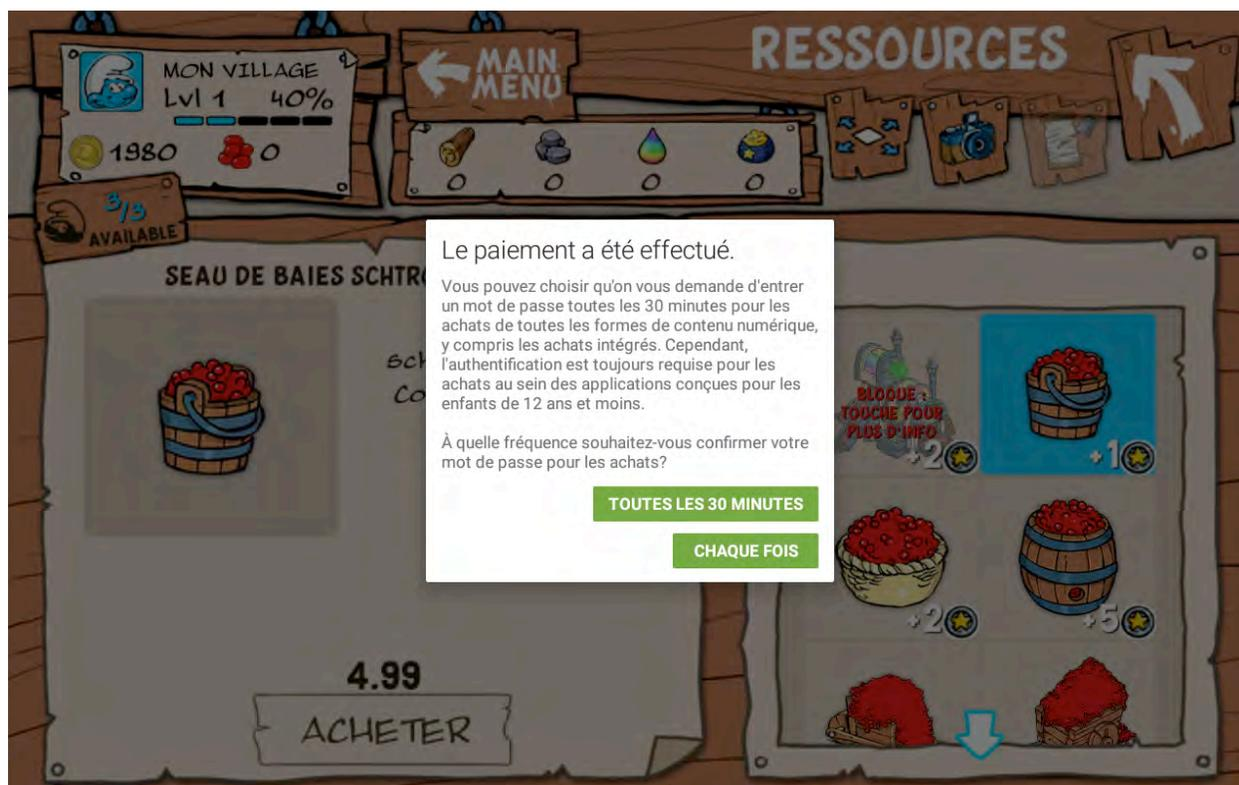 MON VILLAGE
Lvl 1 40%
1980 0
3/3
AVAILABLE
MAIN
MENU
0 0 0 0
RESSOURCES
SEAU DE BAIES SCHTR
SCH
CO
4.99
ACHETER
Le paiement a été effectué.
Vous pouvez choisir qu'on vous demande d'entrer
un mot de passe toutes les 30 minutes pour les
achats de toutes les formes de contenu numérique,
y compris les achats intégrés. Cependant,
l'authentification est toujours requise pour les
achats au sein des applications conçues pour les
enfants de 12 ans et moins.
À quelle fréquence souhaitez-vous confirmer votre
mot de passe pour les achats?
TOUTES LES 30 MINUTES
CHAQUE FOIS
BLOQUE :
TOUCHE POUR
PLUS D'INFO
+2 +1
+2 +5